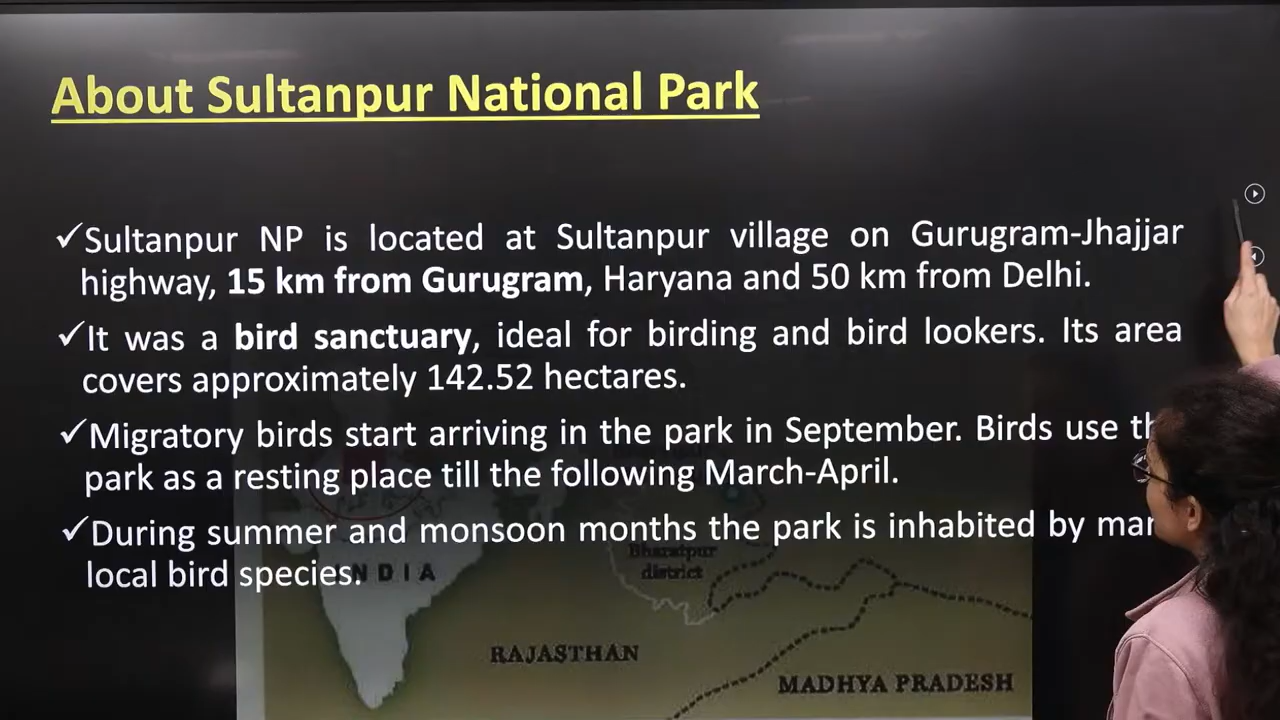 About Sultanpur National Park
✓Sultanpur NP is located at Sultanpur village on Gurugram-Jhajjar
highway, 15 km from Gurugram, Haryana and 50 km from Delhi.
✓It was a bird sanctuary, ideal for birding and bird lookers. Its area
covers approximately 142.52 hectares.
✓Migratory birds start arriving in the park in September. Birds use th
park as a resting place till the following March-April.
✓During summer and monsoon months the park is inhabited by man
local bird species.
NDIA
Bharatpur
district
RAJASTHAN
MADHYA PRADESH